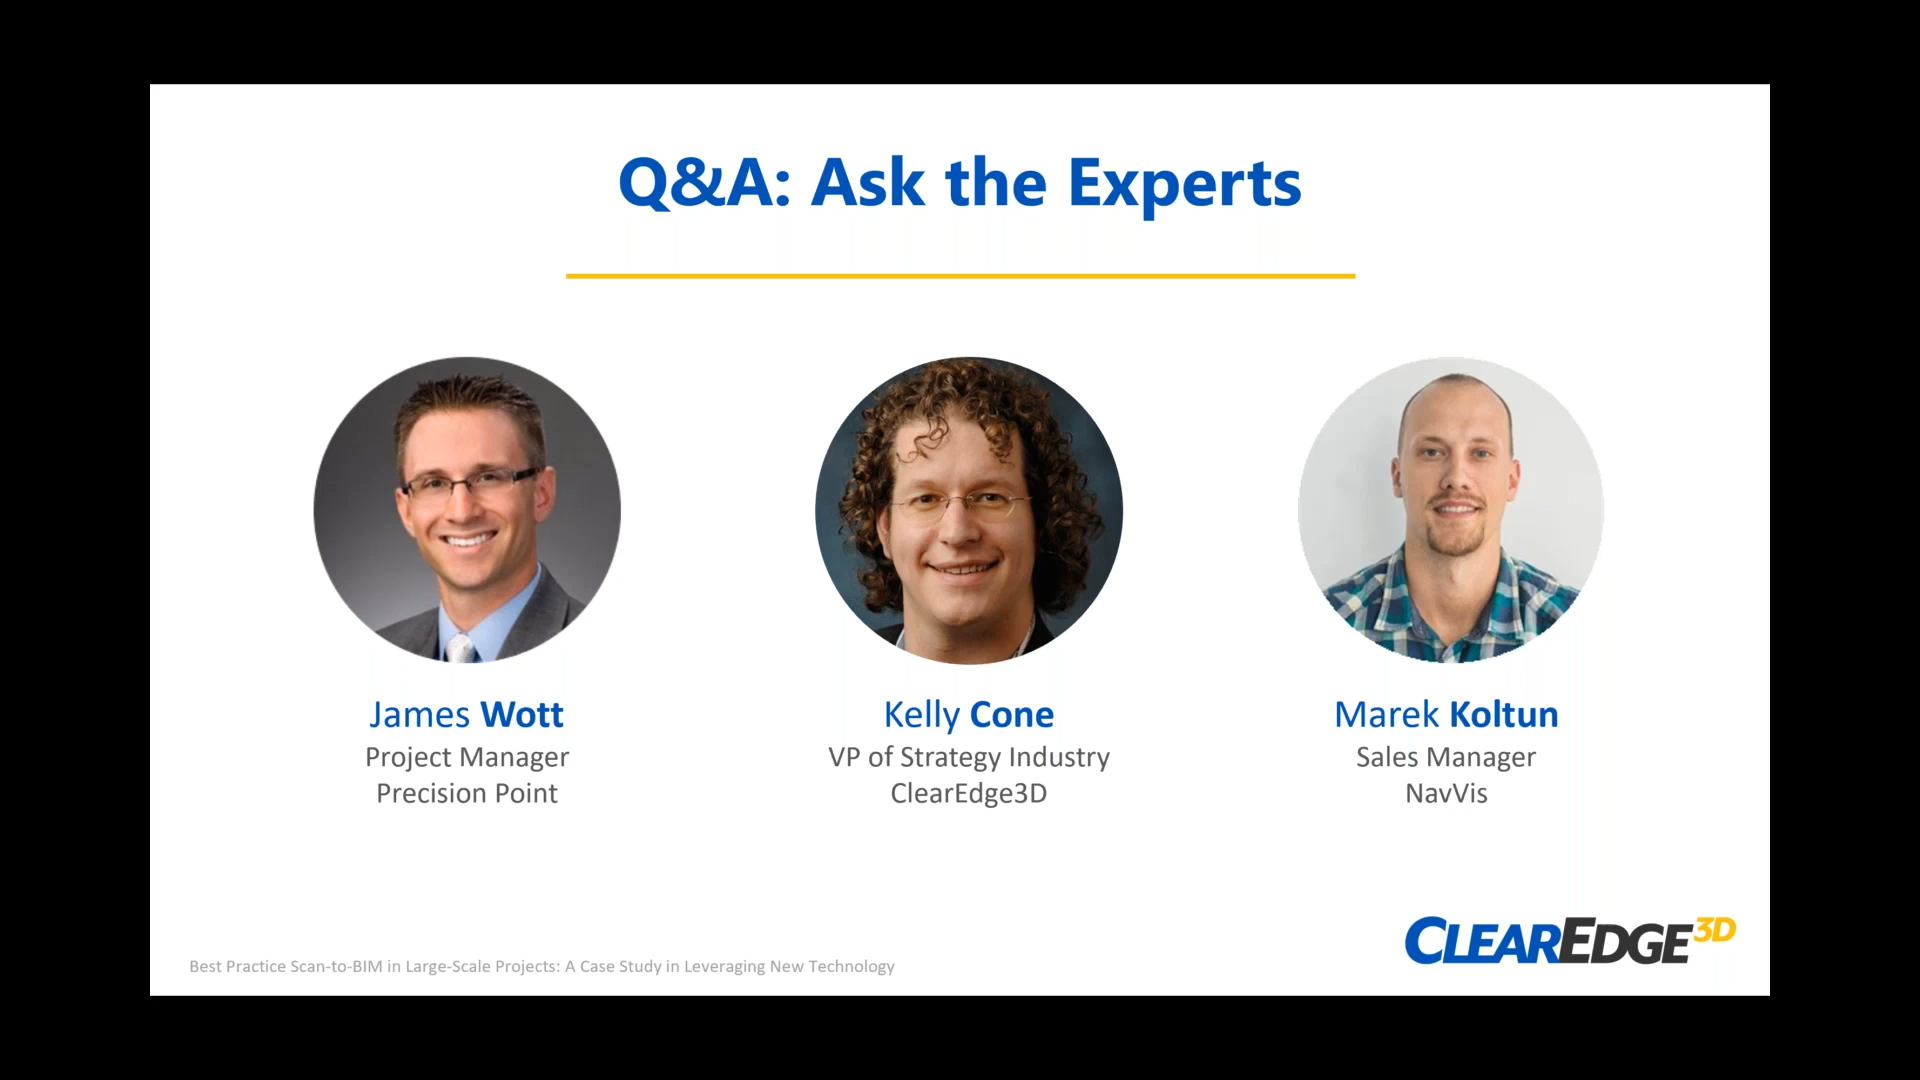 Q&A: Ask the Experts
James Wott
Project Manager
Precision Point
Kelly Cone
VP of Strategy Industry
ClearEdge3D
Marek Koltun
Sales Manager
NavVis
Best Practice Scan-to-BIM in Large-Scale Projects: A Case Study in Leveraging New Technology
CLEAREDGE3D